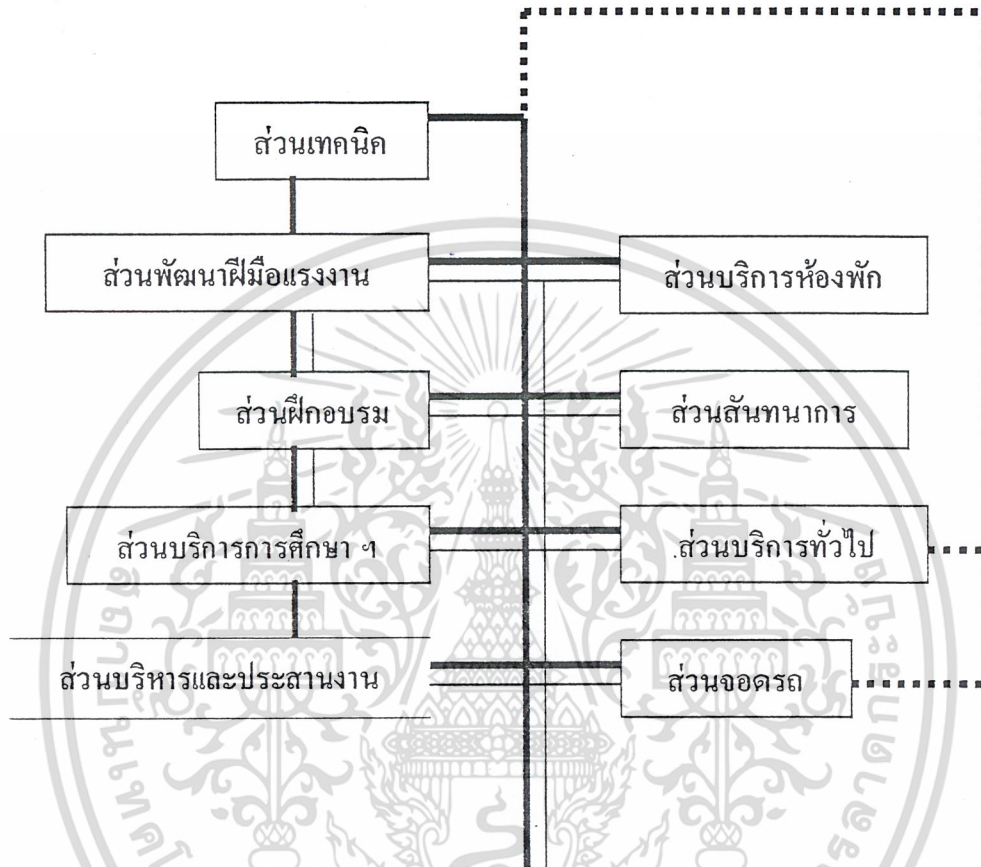 ส่วนเทคนิค
ส่วนพัฒนาฝีมือแรงงาน
ส่วนบริการห้องพัก
ส่วนฝึกอบรม
ส่วนสันทนาการ
ส่วนบริการการศึกษา ฯ
.ส่วนบริการทั่วไป
ส่วนบริหารและประสานงาน
ส่วนจอดรถ